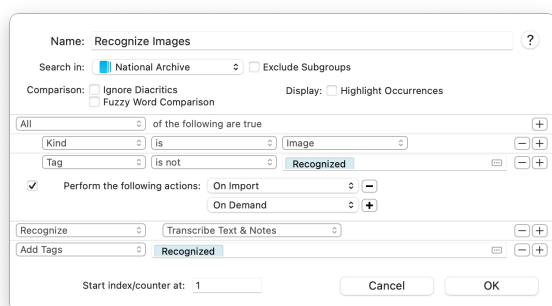 Name: Recognize Images ?
Search in: National Archive Exclude Subgroups
Comparison: Ignore Diacritics Display: Highlight Occurrences
Fuzzy Word Comparison
All of the following are true +
Kind is Image − +
Tag is not Recognized − +
Perform the following actions: On Import −
On Demand +
Recognize Transcribe Text & Notes − +
Add Tags Recognized − +
Start index/counter at: 1 Cancel OK